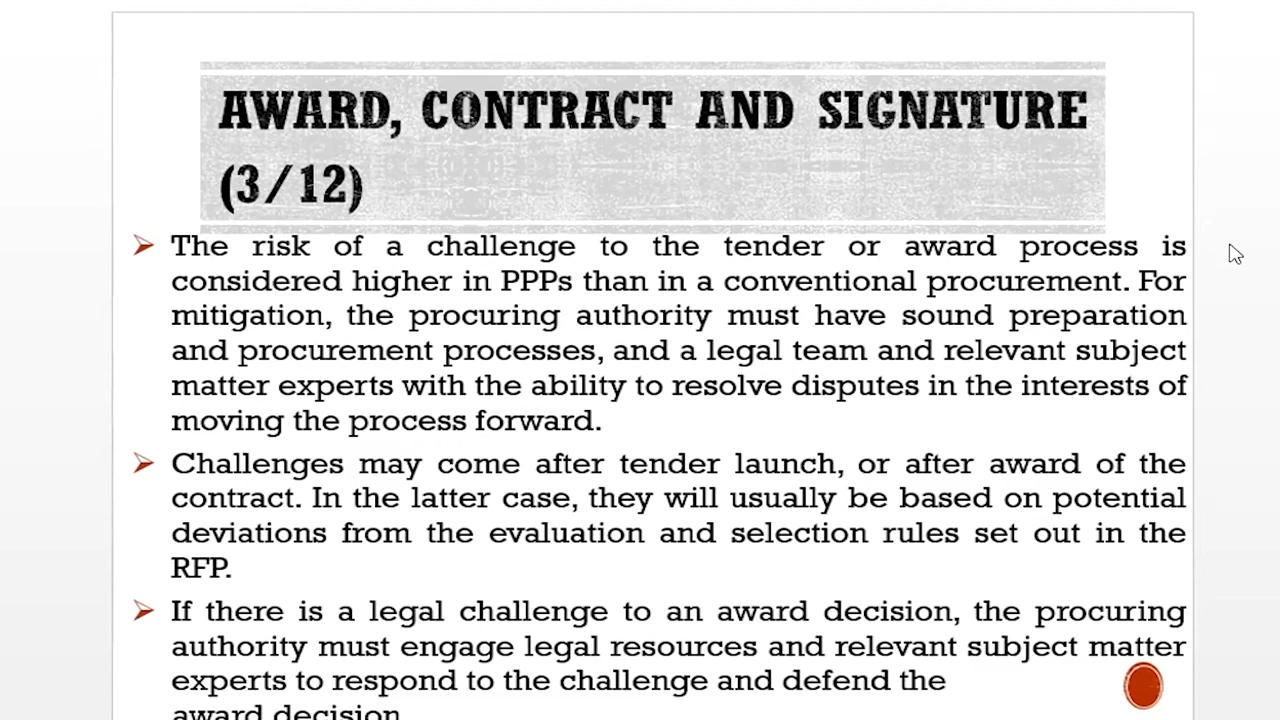 AWARD, CONTRACT AND SIGNATURE
(3/12)
The risk of a challenge to the tender or award process is
considered higher in PPPs than in a conventional procurement. For
mitigation, the procuring authority must have sound preparation
and procurement processes, and a legal team and relevant subject
matter experts with the ability to resolve disputes in the interests of
moving the process forward.
Challenges may come after tender launch, or after award of the
contract. In the latter case, they will usually be based on potential
deviations from the evaluation and selection rules set out in the
RFP.
If there is a legal challenge to an award decision, the procuring
authority must engage legal resources and relevant subject matter
experts to respond to the challenge and defend the
award decision